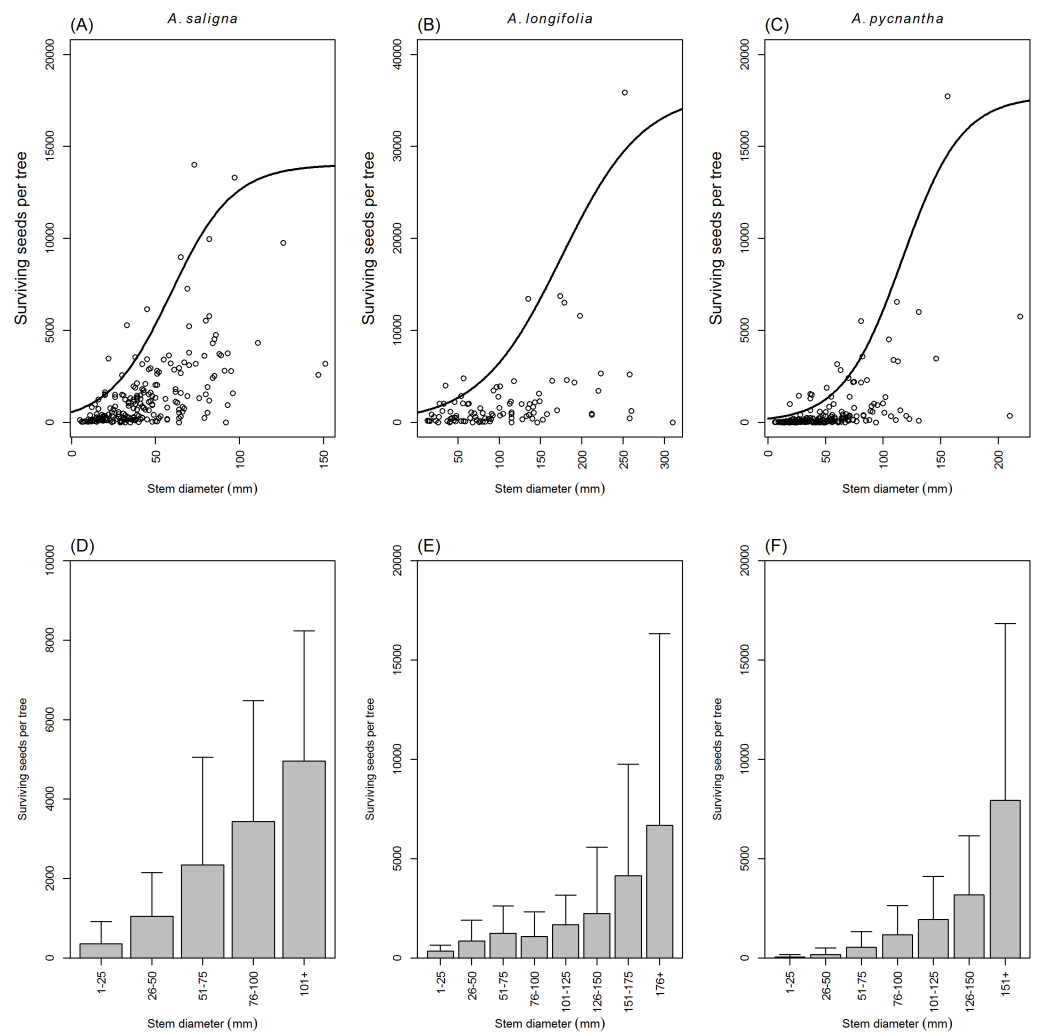 (A) A. saligna
(B) A. longifolia
(C) A. pycnantha
Surviving seeds per tree
0 5000 10000 15000 20000
0 50 100 150
Stem diameter (mm)
Surviving seeds per tree
0 10000 20000 30000 40000
50 100 150 200 250 300
Stem diameter (mm)
Surviving seeds per tree
0 5000 10000 15000 20000
0 50 100 150 200
Stem diameter (mm)
(D)
Surviving seeds per tree
0 2000 4000 6000 8000 10000
1-25 26-50 51-75 76-100 101+
Stem diameter (mm)
(E)
Surviving seeds per tree
0 5000 10000 15000 20000
1-25 26-50 51-75 76-100 101-125 126-150 151-175 176+
Stem diameter (mm)
(F)
Surviving seeds per tree
0 5000 10000 15000 20000
1-25 26-50 51-75 76-100 101-125 126-150 151+
Stem diameter (mm)